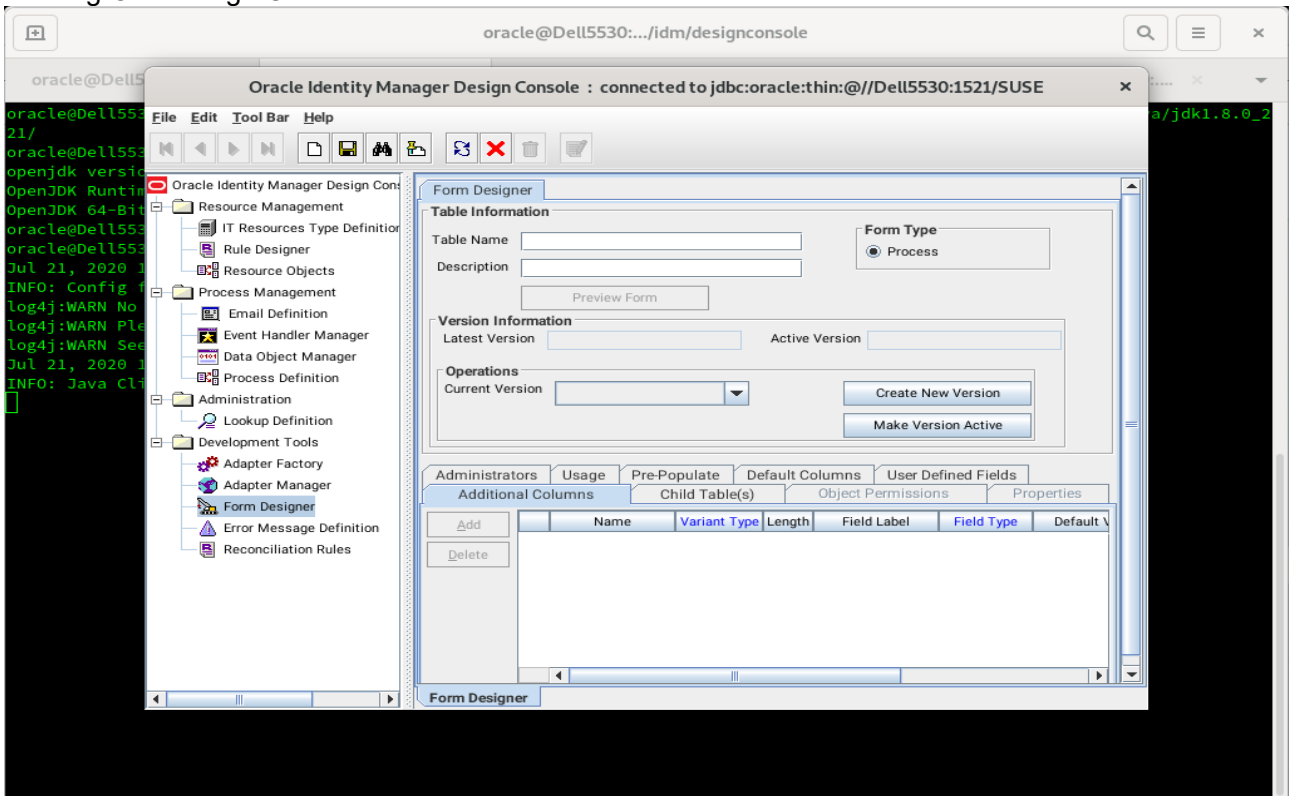 oracle@Dell5530:.../idm/designconsole
oracle@Dell5
Oracle Identity Manager Design Console : connected to jdbc:oracle:thin:@//Dell5530:1521/SUSE
oracle@Dell553
a/jdk1.8.0_2
21/
oracle@Dell553
openjdk versio
OpenJDK Runtim
OpenJDK 64-Bit
oracle@Dell553
oracle@Dell553
Jul 21, 2020 1
INFO: Config f
log4j:WARN No
log4j:WARN Ple
log4j:WARN See
Jul 21, 2020 1
INFO: Java Cli
File Edit Tool Bar Help
Oracle Identity Manager Design Con
Resource Management
IT Resources Type Definition
Rule Designer
Resource Objects
Process Management
Email Definition
Event Handler Manager
Data Object Manager
Process Definition
Administration
Lookup Definition
Development Tools
Adapter Factory
Adapter Manager
Form Designer
Error Message Definition
Reconciliation Rules
Form Designer
Table Information
Table Name
Description
Form Type
Process
Preview Form
Version Information
Latest Version
Active Version
Operations
Current Version
Create New Version
Make Version Active
Administrators Usage Pre-Populate Default Columns User Defined Fields
Additional Columns Child Table(s) Object Permissions Properties
Add
Delete
Name Variant Type Length Field Label Field Type Default V
Form Designer